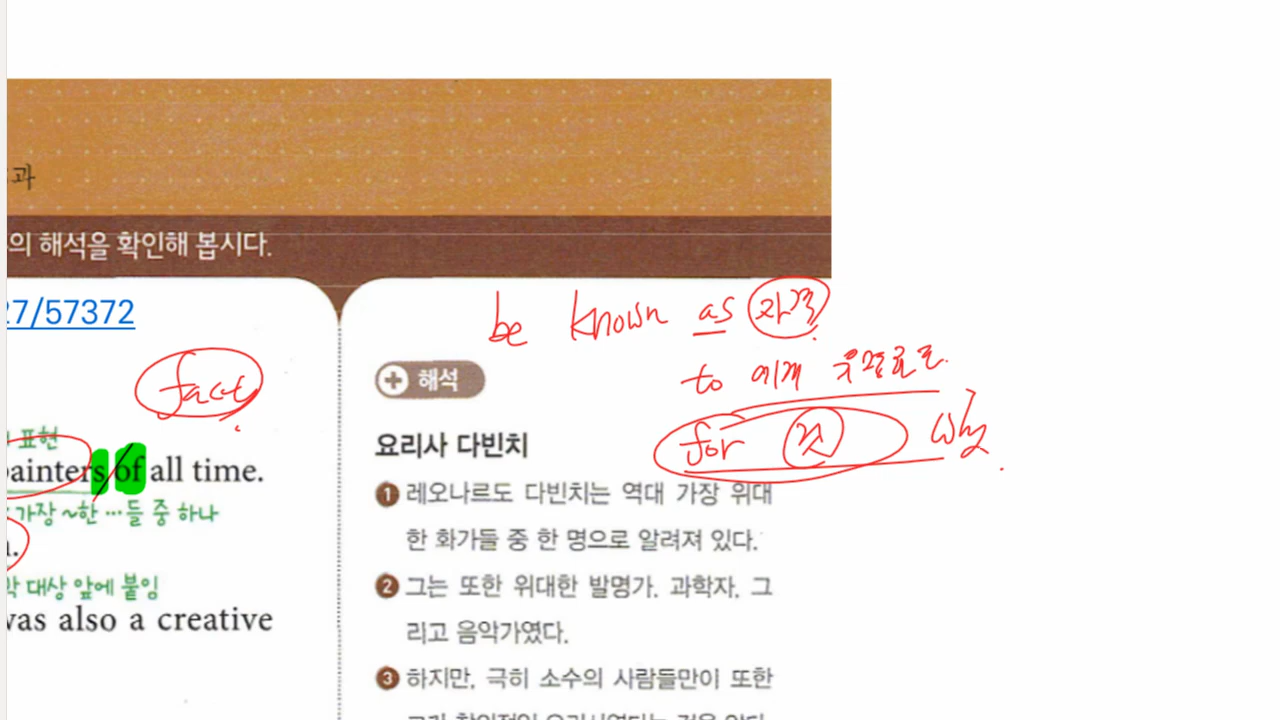 과
의 해석을 확인해 봅시다.
27/57372
fact
표현
painters of all time.
가장 ~한 …들 중 하나
대상 앞에 붙임
was also a creative
be known as 자격
to 에게
for why
해석
요리사 다빈치
1 레오나르도 다빈치는 역대 가장 위대
한 화가들 중 한 명으로 알려져 있다.
2 그는 또한 위대한 발명가, 과학자, 그
리고 음악가였다.
3 하지만, 극히 소수의 사람들만이 또한